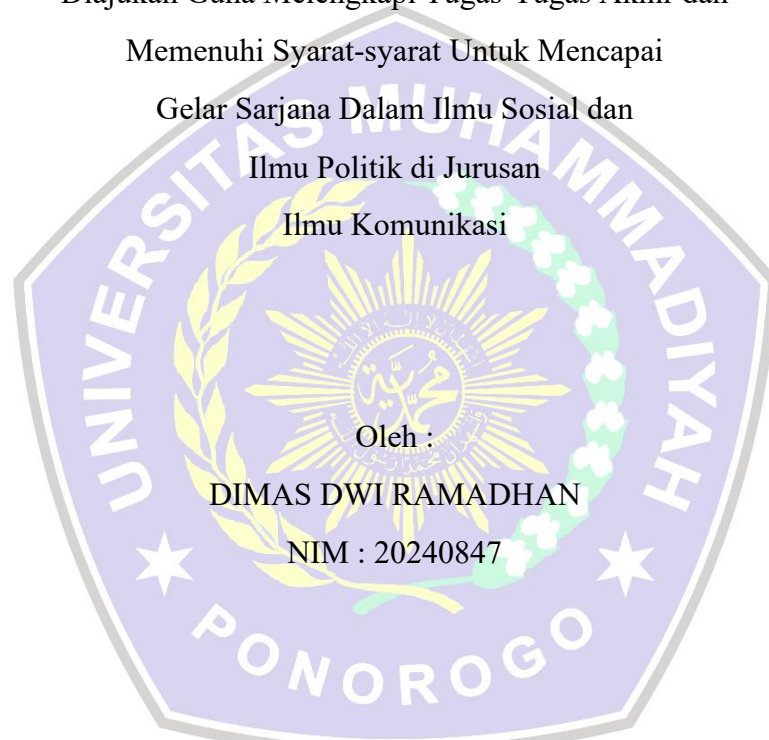 Diajukan Guna Melengkapi Tugas-Tugas Akhir dan
Memenuhi Syarat-syarat Untuk Mencapai
Gelar Sarjana Dalam Ilmu Sosial dan
Ilmu Politik di Jurusan
Ilmu Komunikasi
UNIVERSITAS MUHAMMADIYAH
محمدية
Oleh :
DIMAS DWI RAMADHAN
NIM : 20240847
PONOROGO